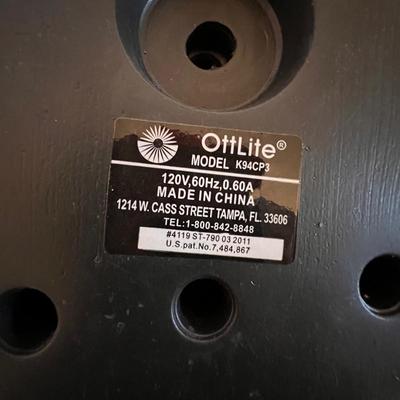 OttLite®
MODEL K94CP3
120V,60Hz,0.60A
MADE IN CHINA
1214 W. CASS STREET TAMPA, FL. 33606
TEL:1-800-842-8848
#4119 ST-790 03 2011
U.S.pat.No.7,484,867